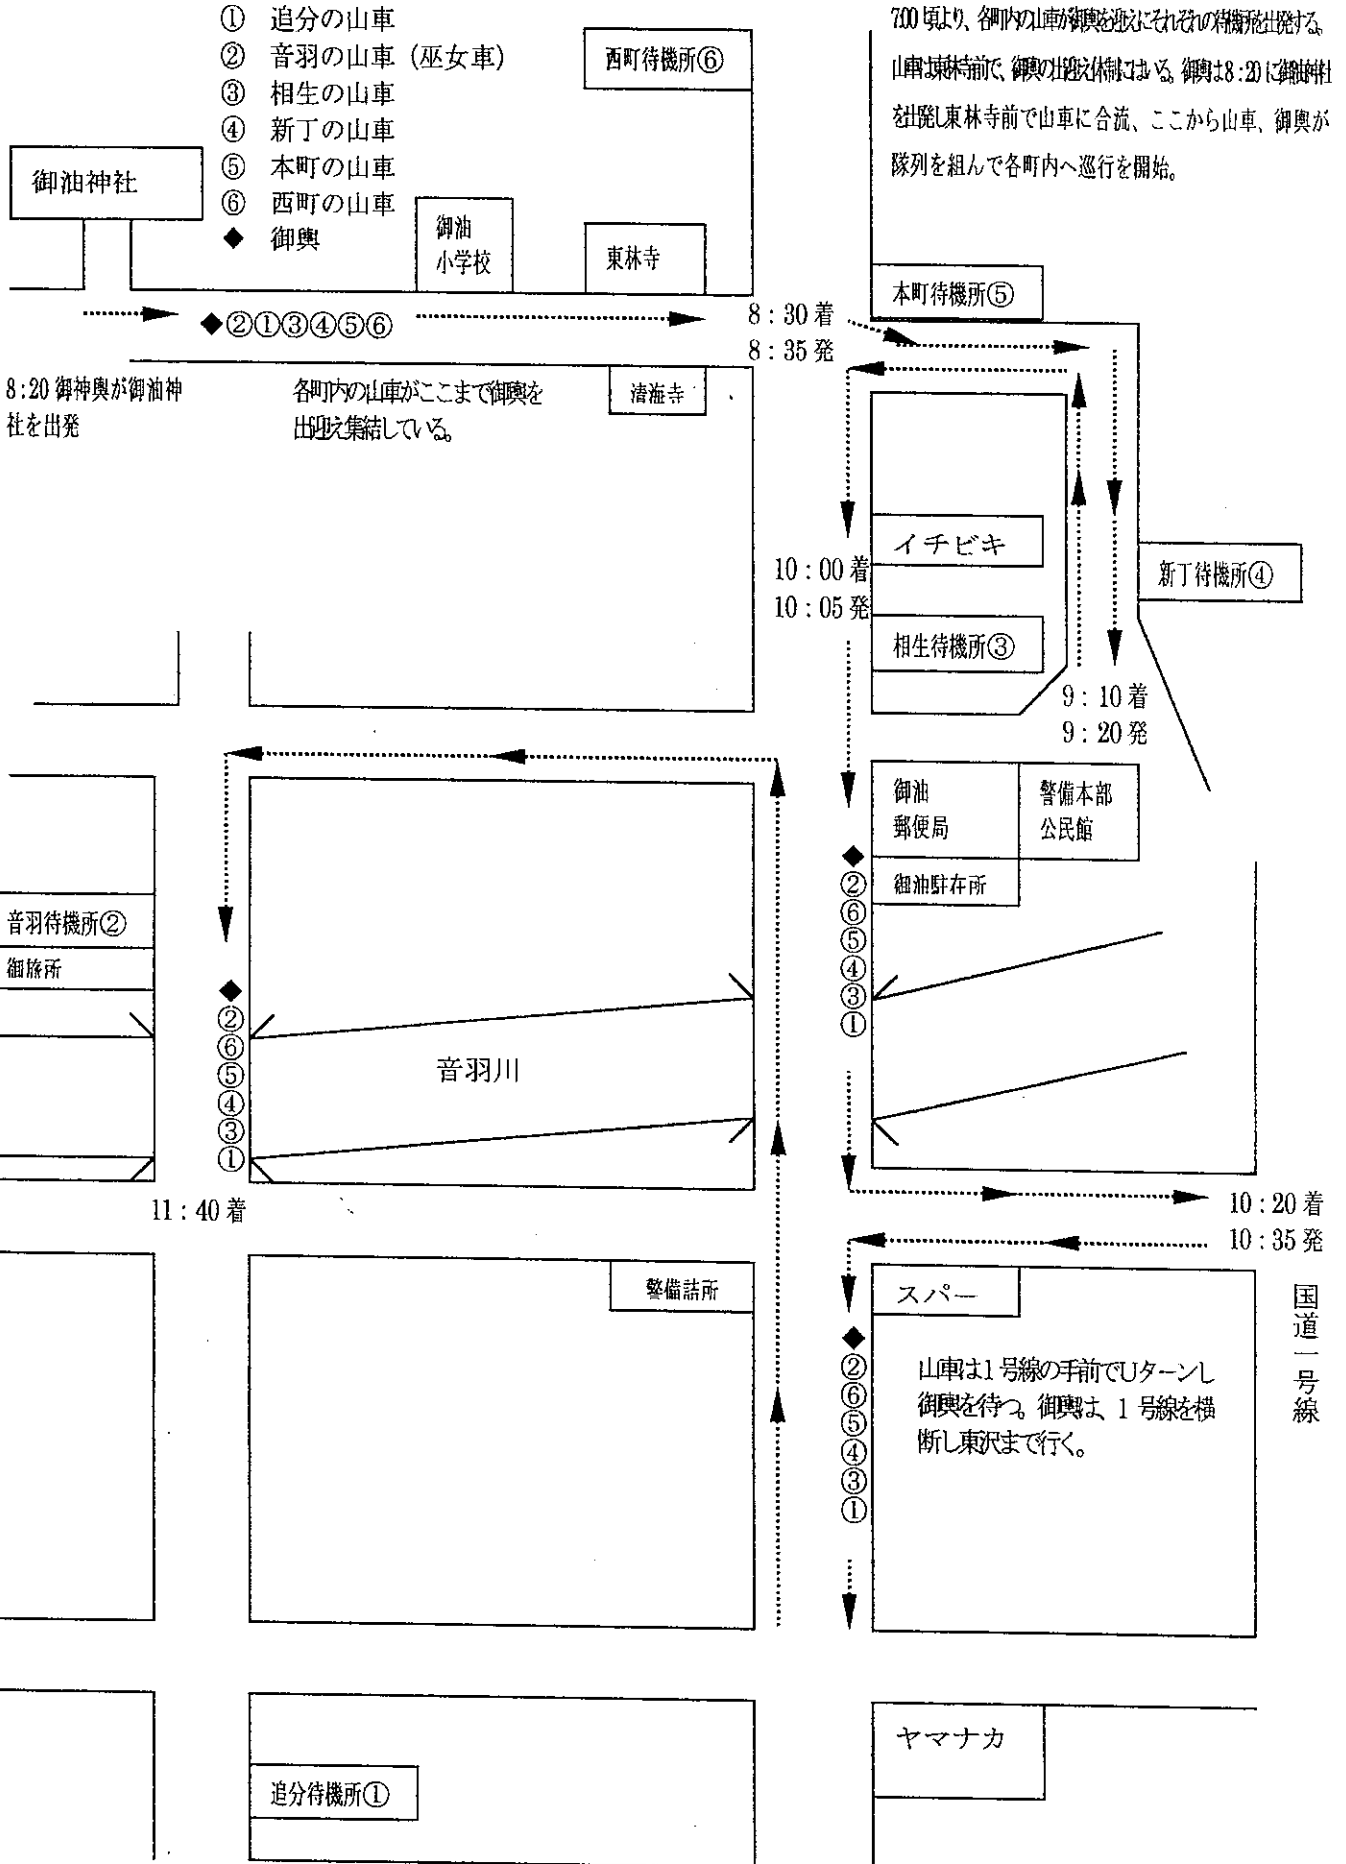 ① 追分の山車
② 音羽の山車（巫女車）
③ 相生の山車
④ 新丁の山車
⑤ 本町の山車
⑥ 西町の山車
◆ 御輿
7:00頃より、各町内の山車が御輿を迎えにそれぞれの待機所を出発する。
山車は東林寺前で、御輿の出迎え体制にはいる。御輿は8:20に御油神社
を出発し東林寺前で山車に合流、ここから山車、御輿が
隊列を組んで各町内へ巡行を開始。
西町待機所⑥
御油神社
御油
小学校
東林寺
本町待機所⑤
◆②①③④⑤⑥
8：30着
8：35発
8:20 御神輿が御油神
社を出発
各町内の山車がここまで御輿を
出迎え集結している。
清海寺
イチビキ
10：00着
10：05発
新丁待機所④
相生待機所③
9：10着
9：20発
御油
郵便局
警備本部
公民館
御油駐在所
◆
②
⑥
⑤
④
③
①
音羽待機所②
御旅所
◆
②
⑥
⑤
④
③
①
音羽川
11：40着
10：20着
10：35発
警備詰所
スパー
国道一号線
◆
②
⑥
⑤
④
③
①
山車は1号線の手前でUターンし
御輿を待つ。御輿は、1号線を横
断し東沢まで行く。
ヤマナカ
追分待機所①